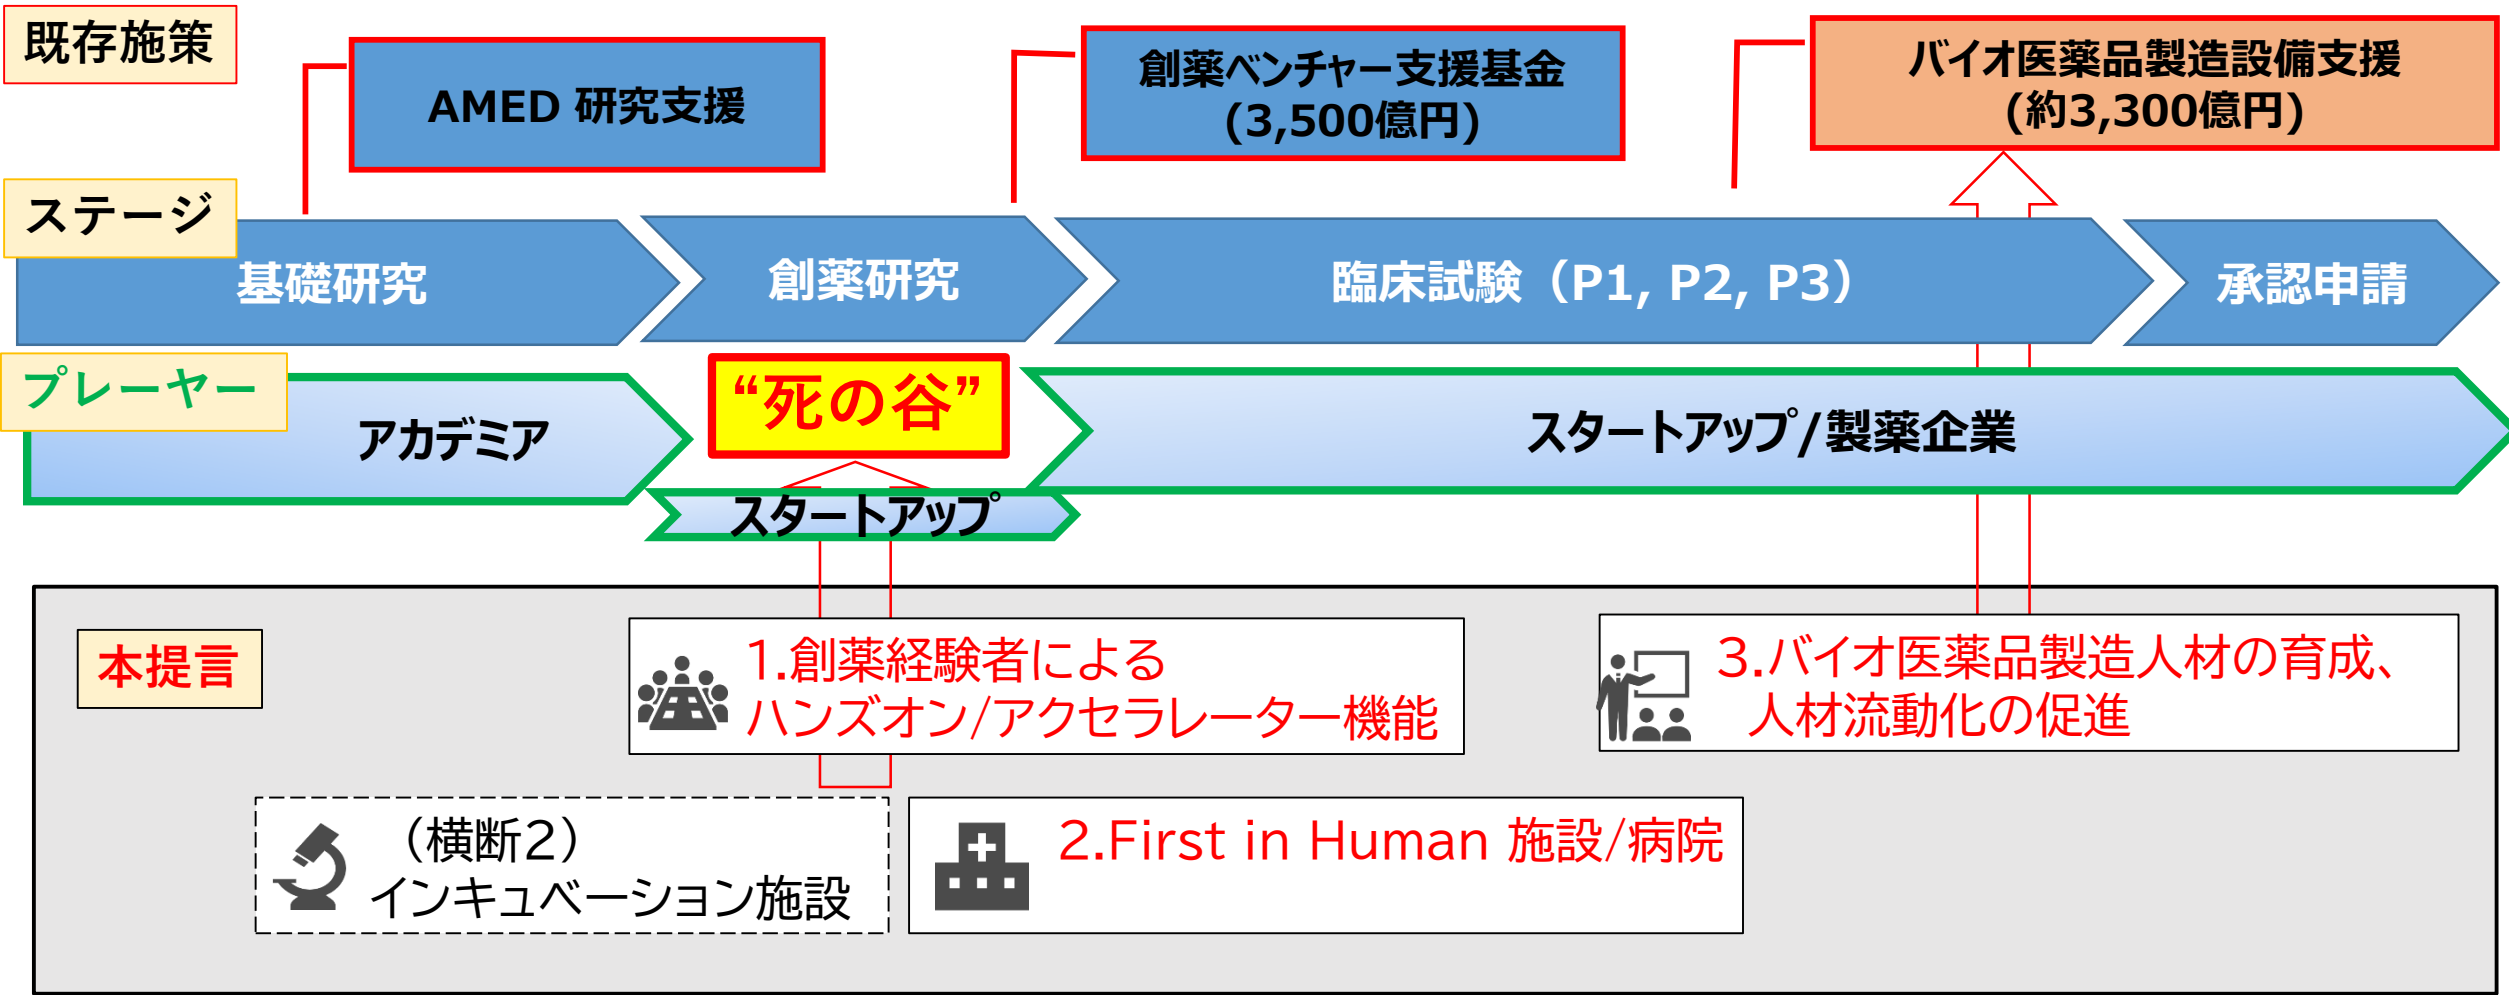 既存施策
AMED 研究支援
創薬ベンチャー支援基金
(3,500億円)
バイオ医薬品製造設備支援
(約3,300億円)
ステージ
基礎研究
創薬研究
臨床試験（P1, P2, P3）
承認申請
プレーヤー
アカデミア
“死の谷”
スタートアップ/製薬企業
スタートアップ
本提言
1.創薬経験者による
ハンズオン/アクセラレーター機能
3.バイオ医薬品製造人材の育成、
人材流動化の促進
（横断2）
インキュベーション施設
2.First in Human 施設/病院